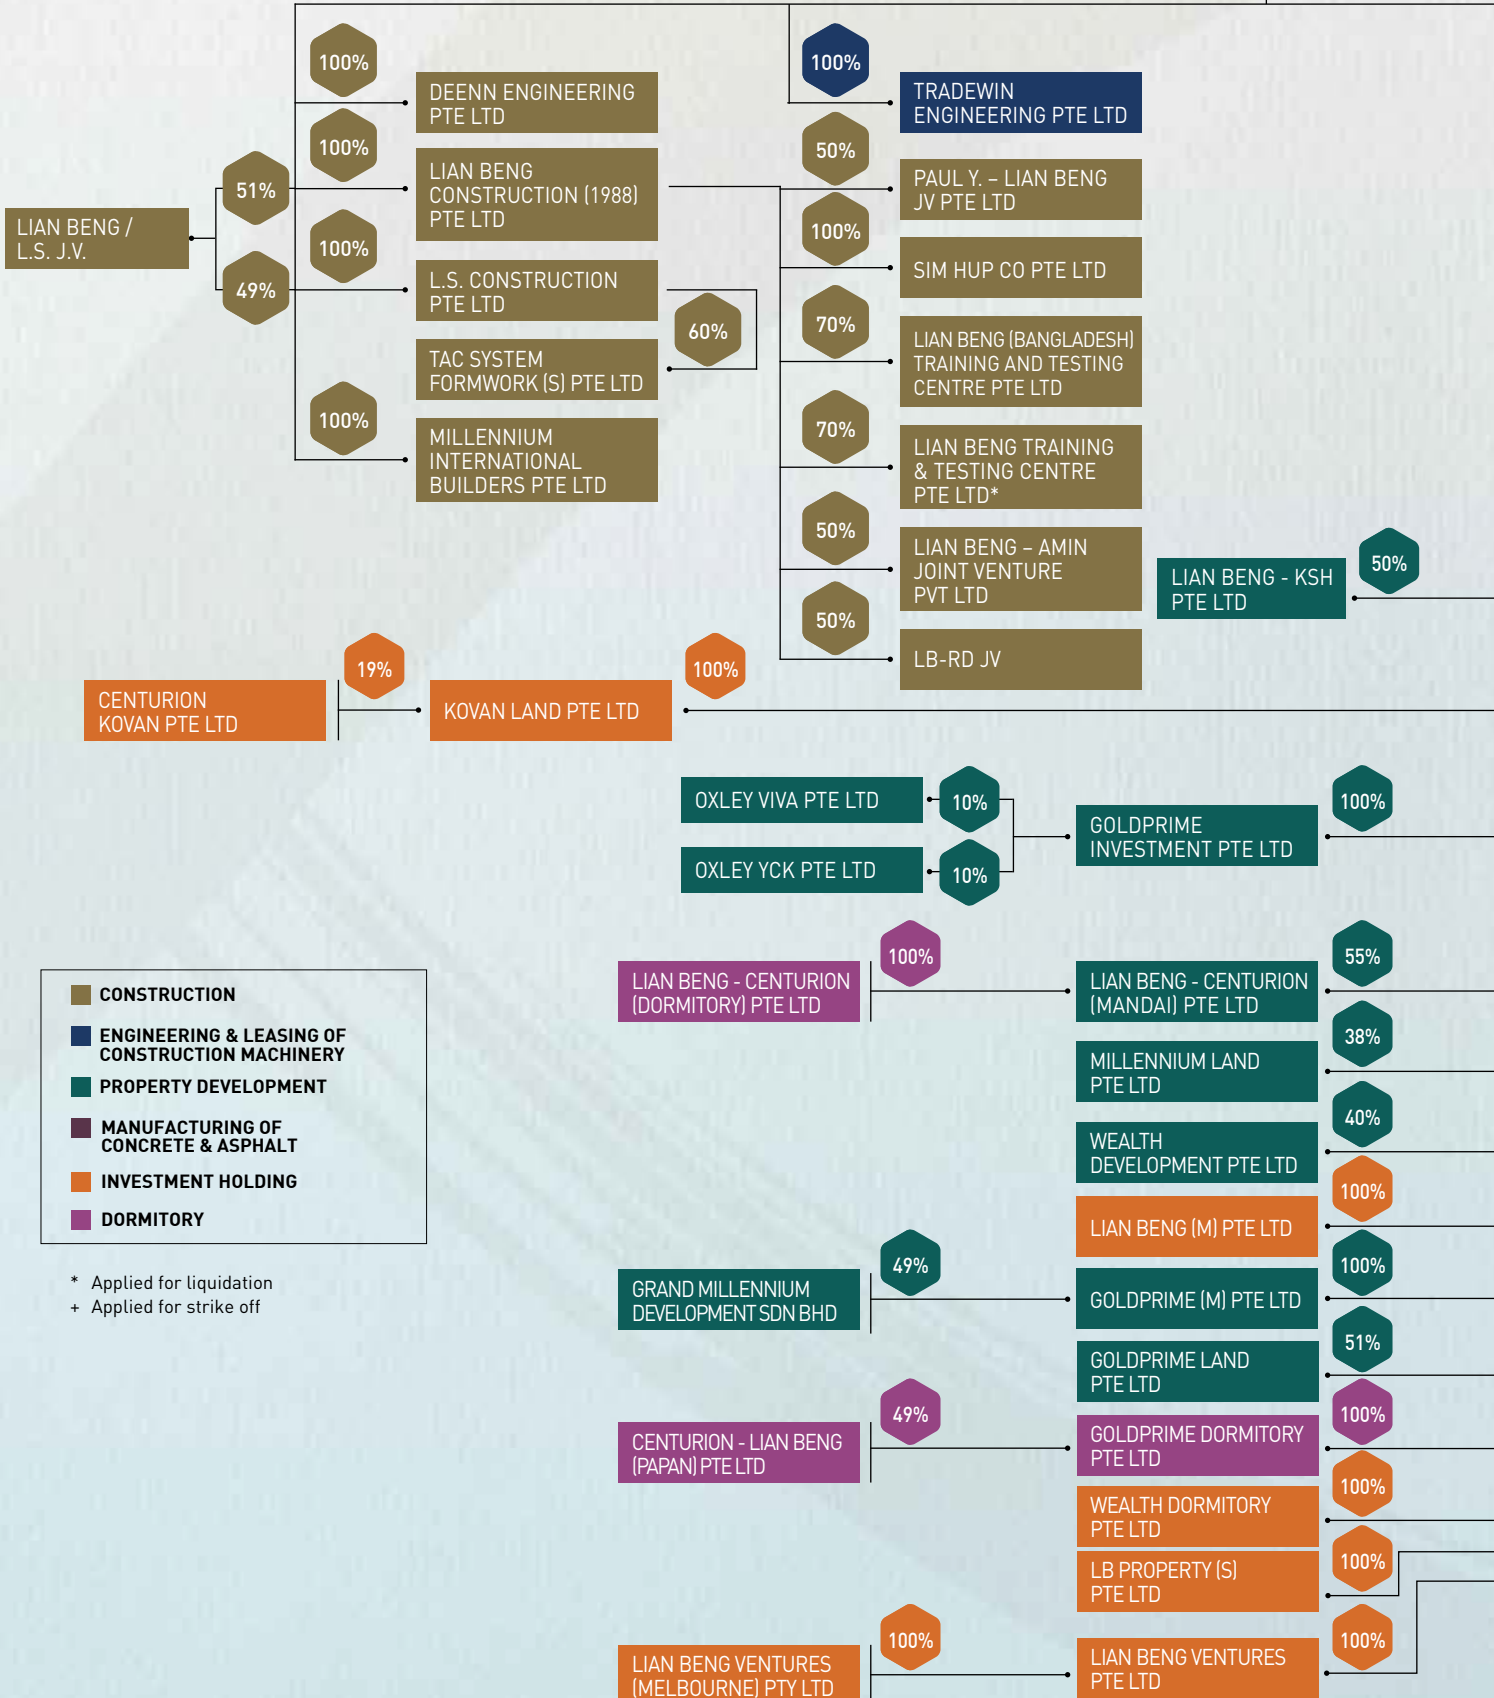 100%
DEENN ENGINEERING
PTE LTD
100%
LIAN BENG
CONSTRUCTION (1988)
PTE LTD
51%
LIAN BENG /
L.S. J.V.
49%
100%
L.S. CONSTRUCTION
PTE LTD
60%
TAC SYSTEM
FORMWORK (S) PTE LTD
100%
MILLENNIUM
INTERNATIONAL
BUILDERS PTE LTD
100%
TRADEWIN
ENGINEERING PTE LTD
50%
PAUL Y. – LIAN BENG
JV PTE LTD
100%
SIM HUP CO PTE LTD
70%
LIAN BENG (BANGLADESH)
TRAINING AND TESTING
CENTRE PTE LTD
70%
LIAN BENG TRAINING
& TESTING CENTRE
PTE LTD*
50%
LIAN BENG – AMIN
JOINT VENTURE
PVT LTD
50%
LB-RD JV
LIAN BENG - KSH
PTE LTD
50%
CENTURION
KOVAN PTE LTD
19%
KOVAN LAND PTE LTD
100%
OXLEY VIVA PTE LTD
10%
OXLEY YCK PTE LTD
10%
GOLDPRIME
INVESTMENT PTE LTD
100%
LIAN BENG - CENTURION
(DORMITORY) PTE LTD
100%
LIAN BENG - CENTURION
(MANDAI) PTE LTD
55%
MILLENNIUM LAND
PTE LTD
38%
WEALTH
DEVELOPMENT PTE LTD
40%
LIAN BENG (M) PTE LTD
100%
GRAND MILLENNIUM
DEVELOPMENT SDN BHD
49%
GOLDPRIME (M) PTE LTD
100%
GOLDPRIME LAND
PTE LTD
51%
CENTURION - LIAN BENG
(PAPAN) PTE LTD
49%
GOLDPRIME DORMITORY
PTE LTD
100%
WEALTH DORMITORY
PTE LTD
100%
LB PROPERTY (S)
PTE LTD
100%
LIAN BENG VENTURES
(MELBOURNE) PTY LTD
100%
LIAN BENG VENTURES
PTE LTD
100%
CONSTRUCTION
ENGINEERING & LEASING OF
CONSTRUCTION MACHINERY
PROPERTY DEVELOPMENT
MANUFACTURING OF
CONCRETE & ASPHALT
INVESTMENT HOLDING
DORMITORY
* Applied for liquidation
+ Applied for strike off